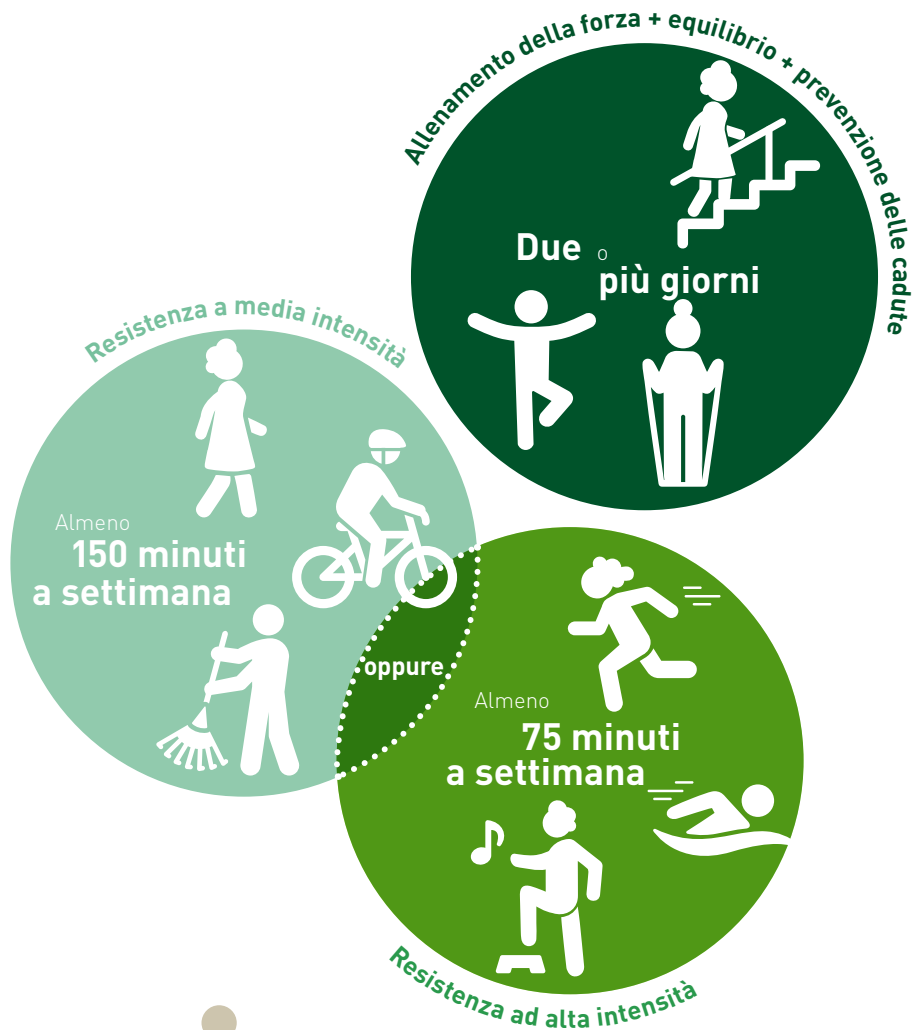 Allenamento della forza + equilibrio + prevenzione delle cadute
Due o
più giorni
Resistenza a media intensità
Almeno
150 minuti
a settimana
oppure
Almeno
75 minuti
a settimana
Resistenza ad alta intensità